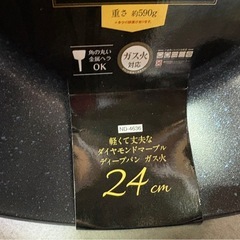 重さ 約590g
角の丸い
金属ヘラ
OK
ガス火
対応
ND-4638
軽くて丈夫な
ダイヤモンドマーブル
ディープパン ガス火
24cm